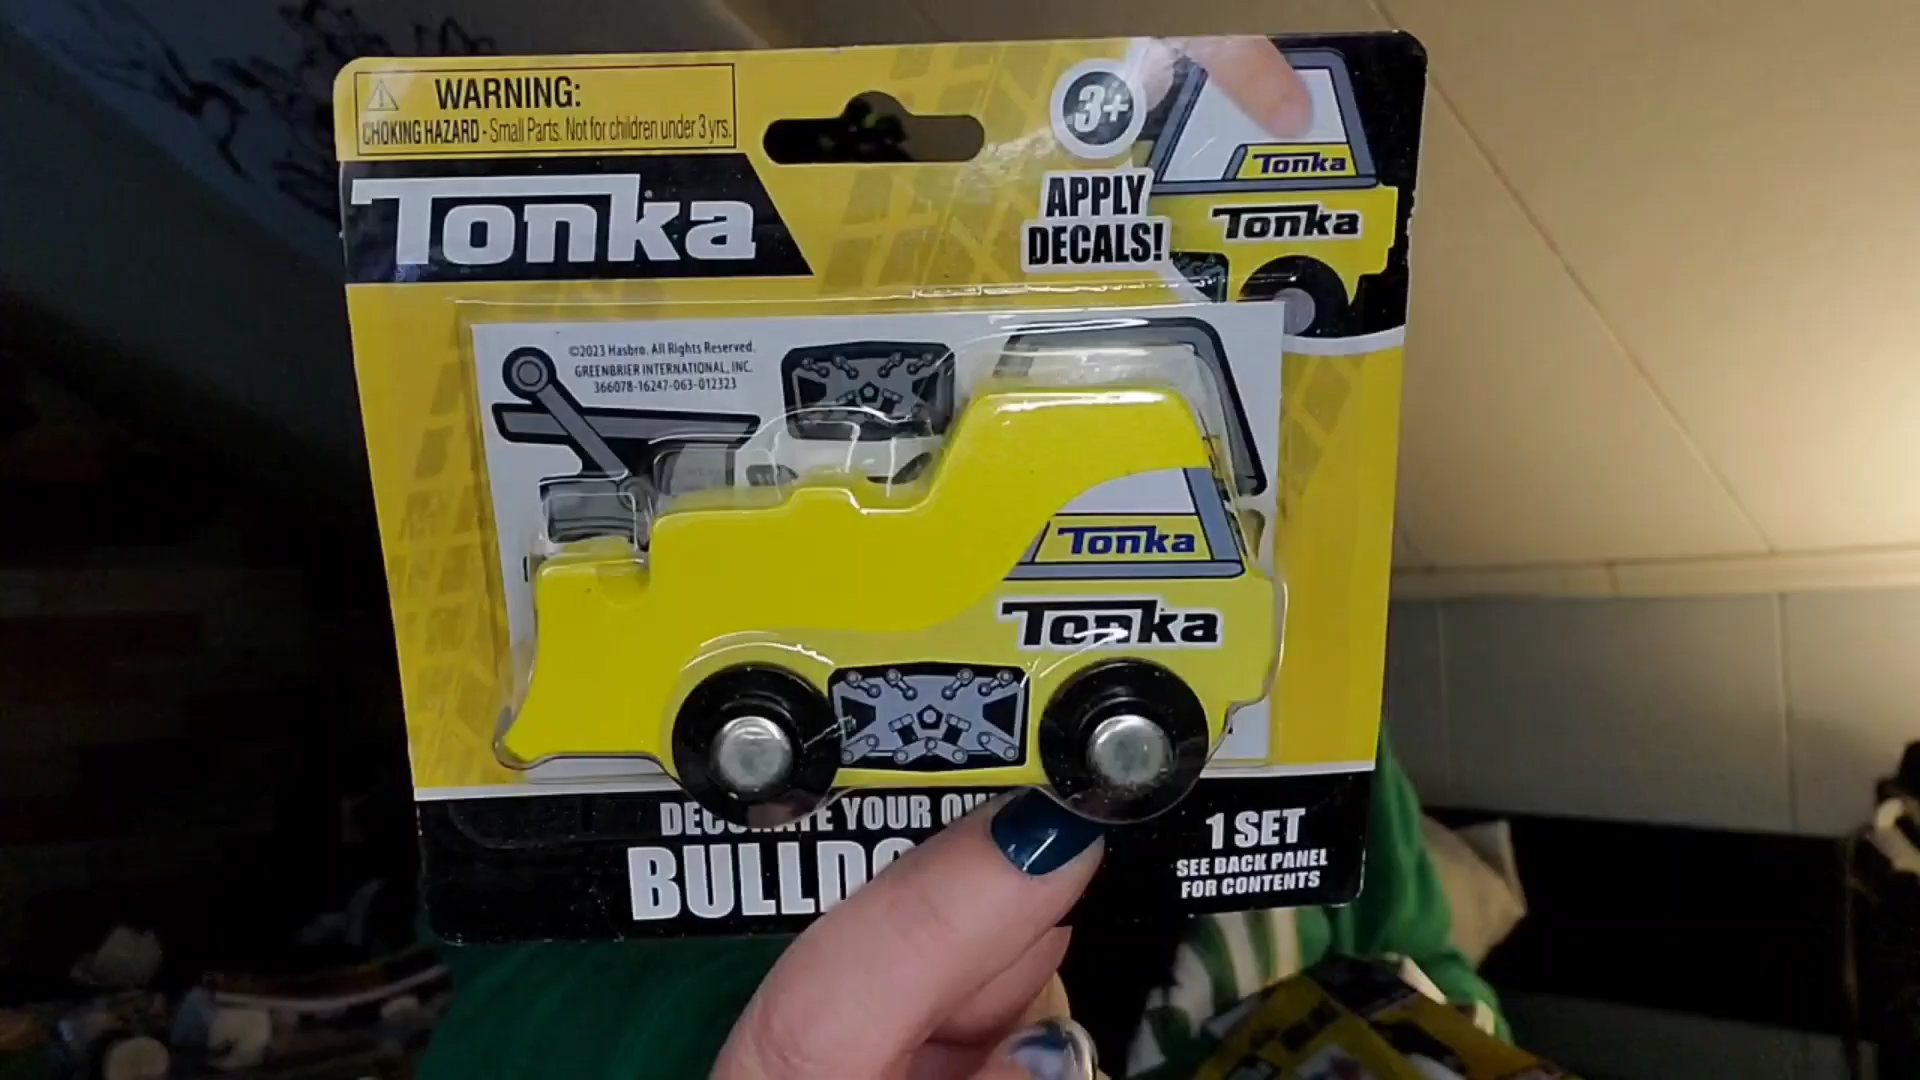 WARNING:
CHOKING HAZARD - Small Parts. Not for children under 3 yrs.
Tonka
3+
APPLY
DECALS!
Tonka
Tonka
©2023 Hasbro. All Rights Reserved.
GREENBRIER INTERNATIONAL, INC.
366078-16247-063-012323
Tonka
Tonka
DECORATE YOUR
1 SET
SEE BACK PANEL
FOR CONTENTS